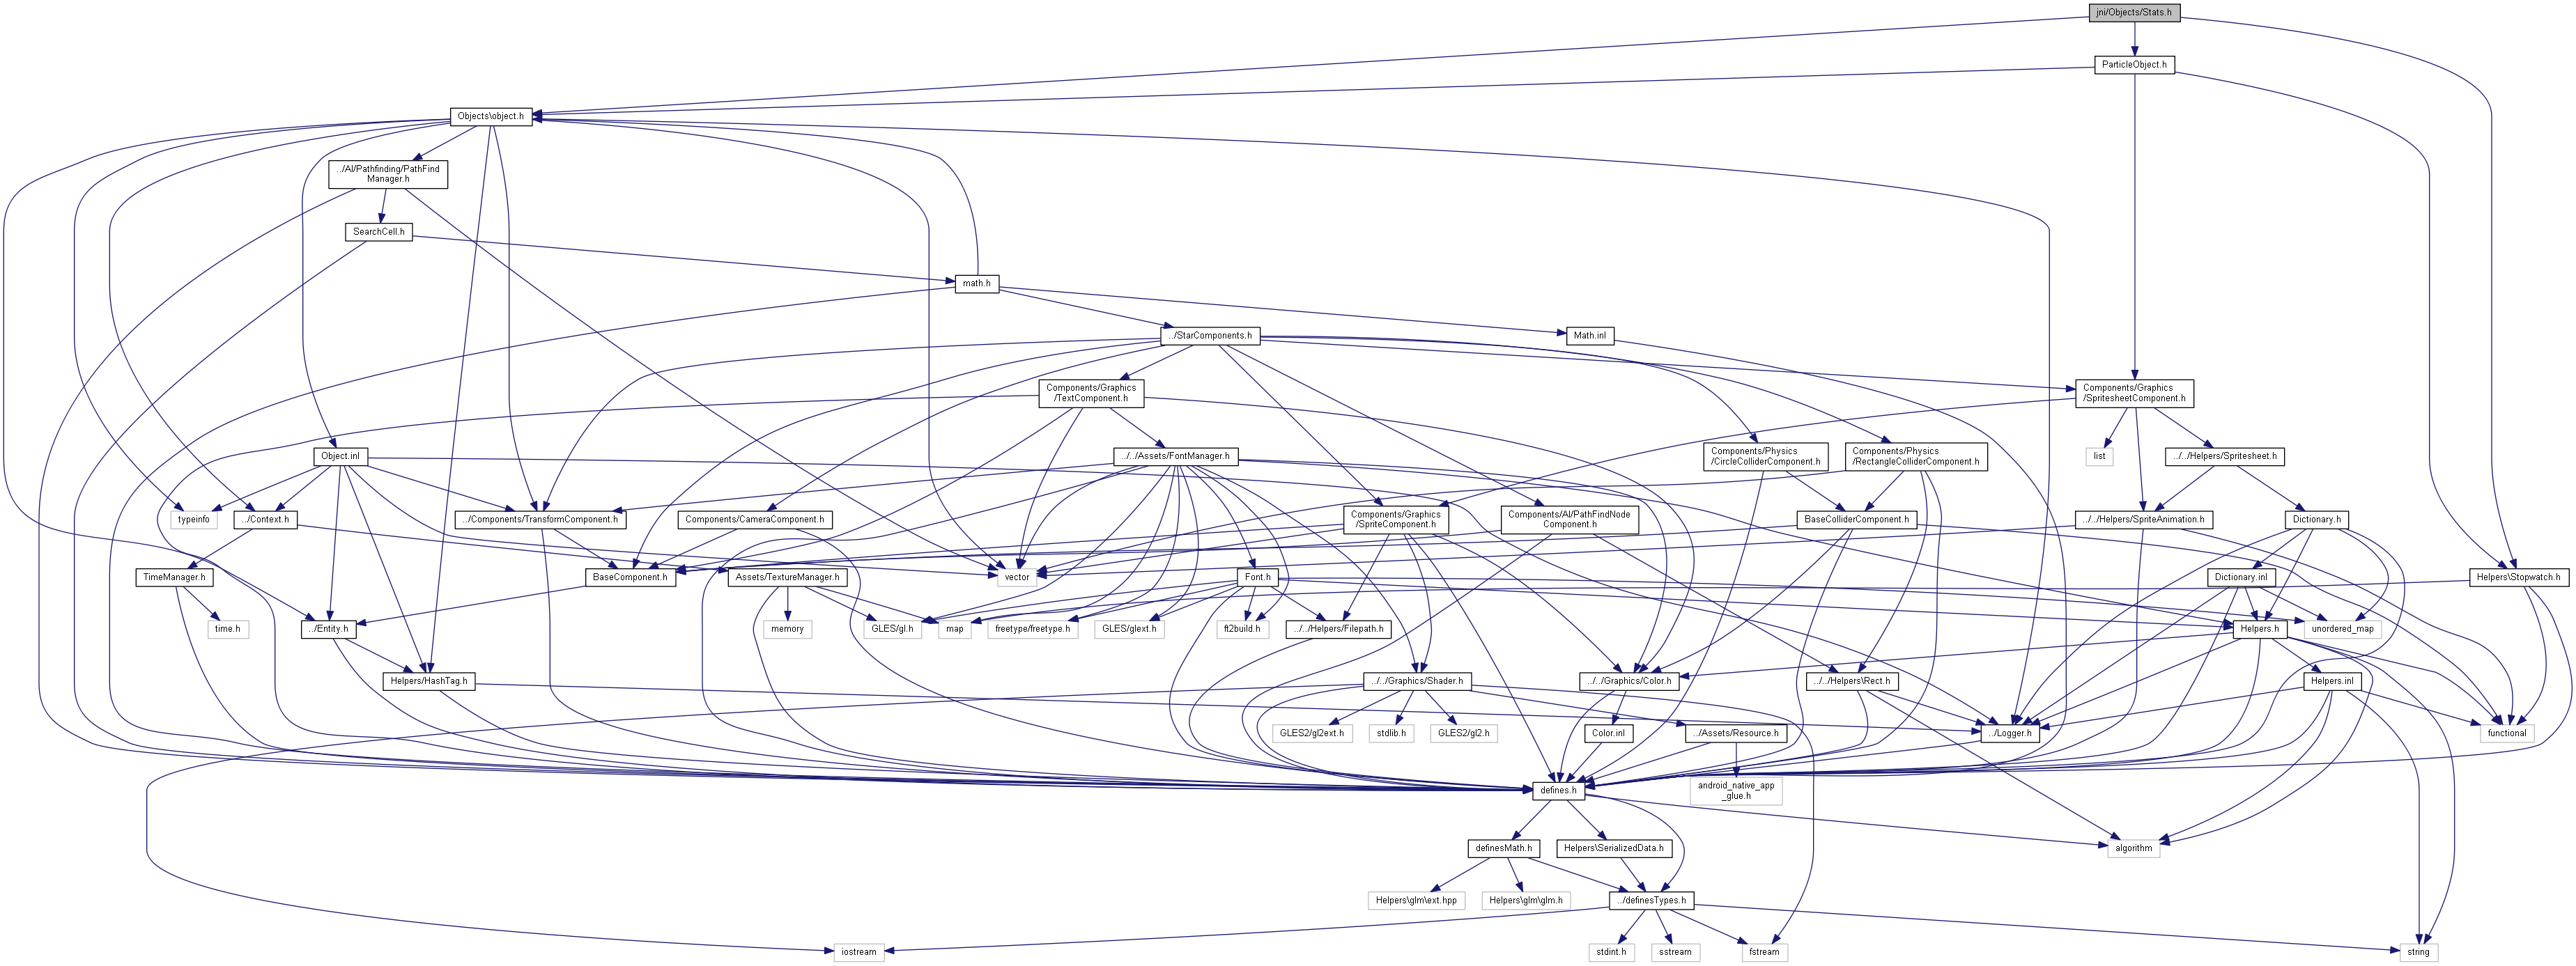 jni/Objects/Stats.h
ParticleObject.h
Objects\object.h
../AI/Pathfinding/PathFind
Manager.h
SearchCell.h
math.h
../StarComponents.h
Math.inl
Components/Graphics
/TextComponent.h
Components/Graphics
/SpritesheetComponent.h
Object.inl
../../Assets/FontManager.h
Components/Physics
/CircleColliderComponent.h
Components/Physics
/RectangleColliderComponent.h
list
../../Helpers/Spritesheet.h
typeinfo
../Context.h
../Components/TransformComponent.h
Components/CameraComponent.h
Components/Graphics
/SpriteComponent.h
Components/AI/PathFindNode
Component.h
BaseColliderComponent.h
../../Helpers/SpriteAnimation.h
Dictionary.h
TimeManager.h
BaseComponent.h
Assets/TextureManager.h
vector
Font.h
Dictionary.inl
Helpers\Stopwatch.h
time.h
../Entity.h
memory
GLES/gl.h
map
freetype/freetype.h
GLES/glext.h
ft2build.h
../../Helpers/Filepath.h
Helpers.h
unordered_map
Helpers/HashTag.h
../../Graphics/Shader.h
../../Graphics/Color.h
../../Helpers\Rect.h
Helpers.inl
GLES2/gl2ext.h
stdlib.h
GLES2/gl2.h
Color.inl
../Assets/Resource.h
../Logger.h
functional
defines.h
android_native_app
_glue.h
definesMath.h
Helpers\SerializedData.h
algorithm
Helpers\glm\ext.hpp
Helpers\glm\glm.h
../definesTypes.h
iostream
stdint.h
sstream
fstream
string